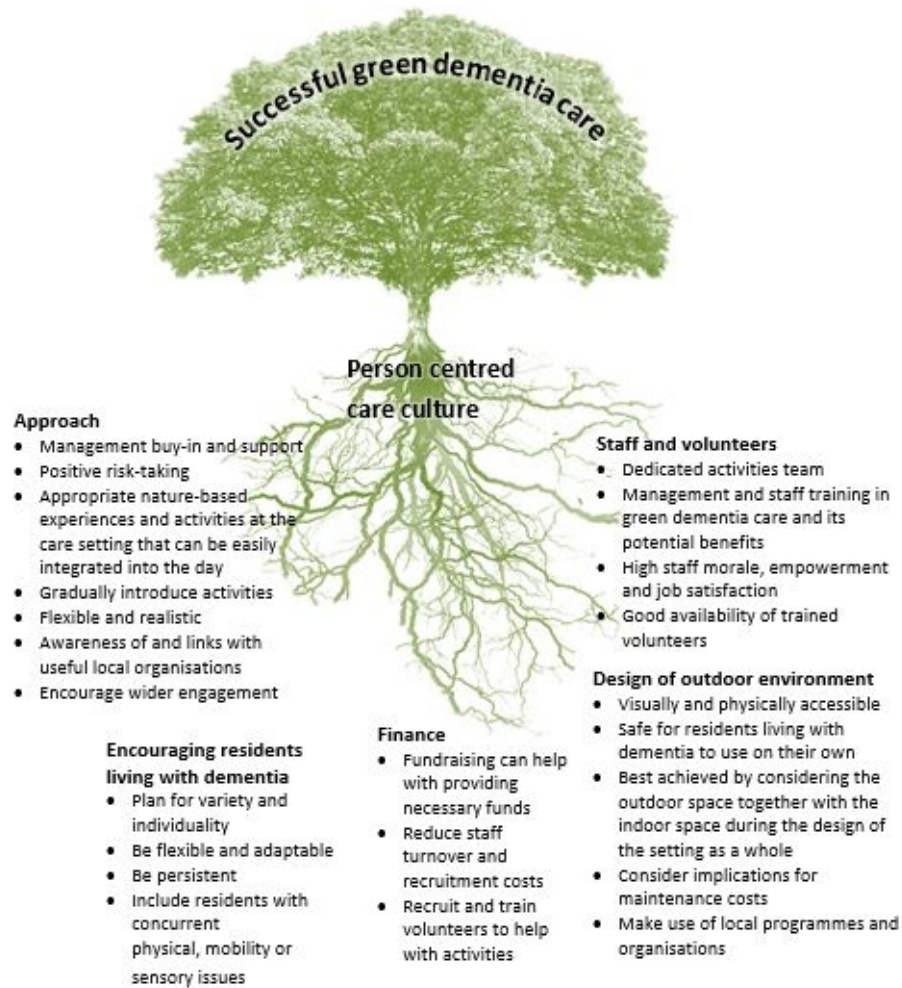 Successful green dementia care
Person centred
care culture
Approach
• Management buy-in and support
• Positive risk-taking
• Appropriate nature-based
experiences and activities at the
care setting that can be easily
integrated into the day
• Gradually introduce activities
• Flexible and realistic
• Awareness of and links with
useful local organisations
• Encourage wider engagement
Staff and volunteers
• Dedicated activities team
• Management and staff training in
green dementia care and its
potential benefits
• High staff morale, empowerment
and job satisfaction
• Good availability of trained
volunteers
Encouraging residents
living with dementia
• Plan for variety and
individuality
• Be flexible and adaptable
• Be persistent
• Include residents with
concurrent
physical, mobility or
sensory issues
Finance
• Fundraising can help
with providing
necessary funds
• Reduce staff
turnover and
recruitment costs
• Recruit and train
volunteers to help
with activities
Design of outdoor environment
• Visually and physically accessible
• Safe for residents living with
dementia to use on their own
• Best achieved by considering the
outdoor space together with the
indoor space during the design of
the setting as a whole
• Consider implications for
maintenance costs
• Make use of local programmes and
organisations